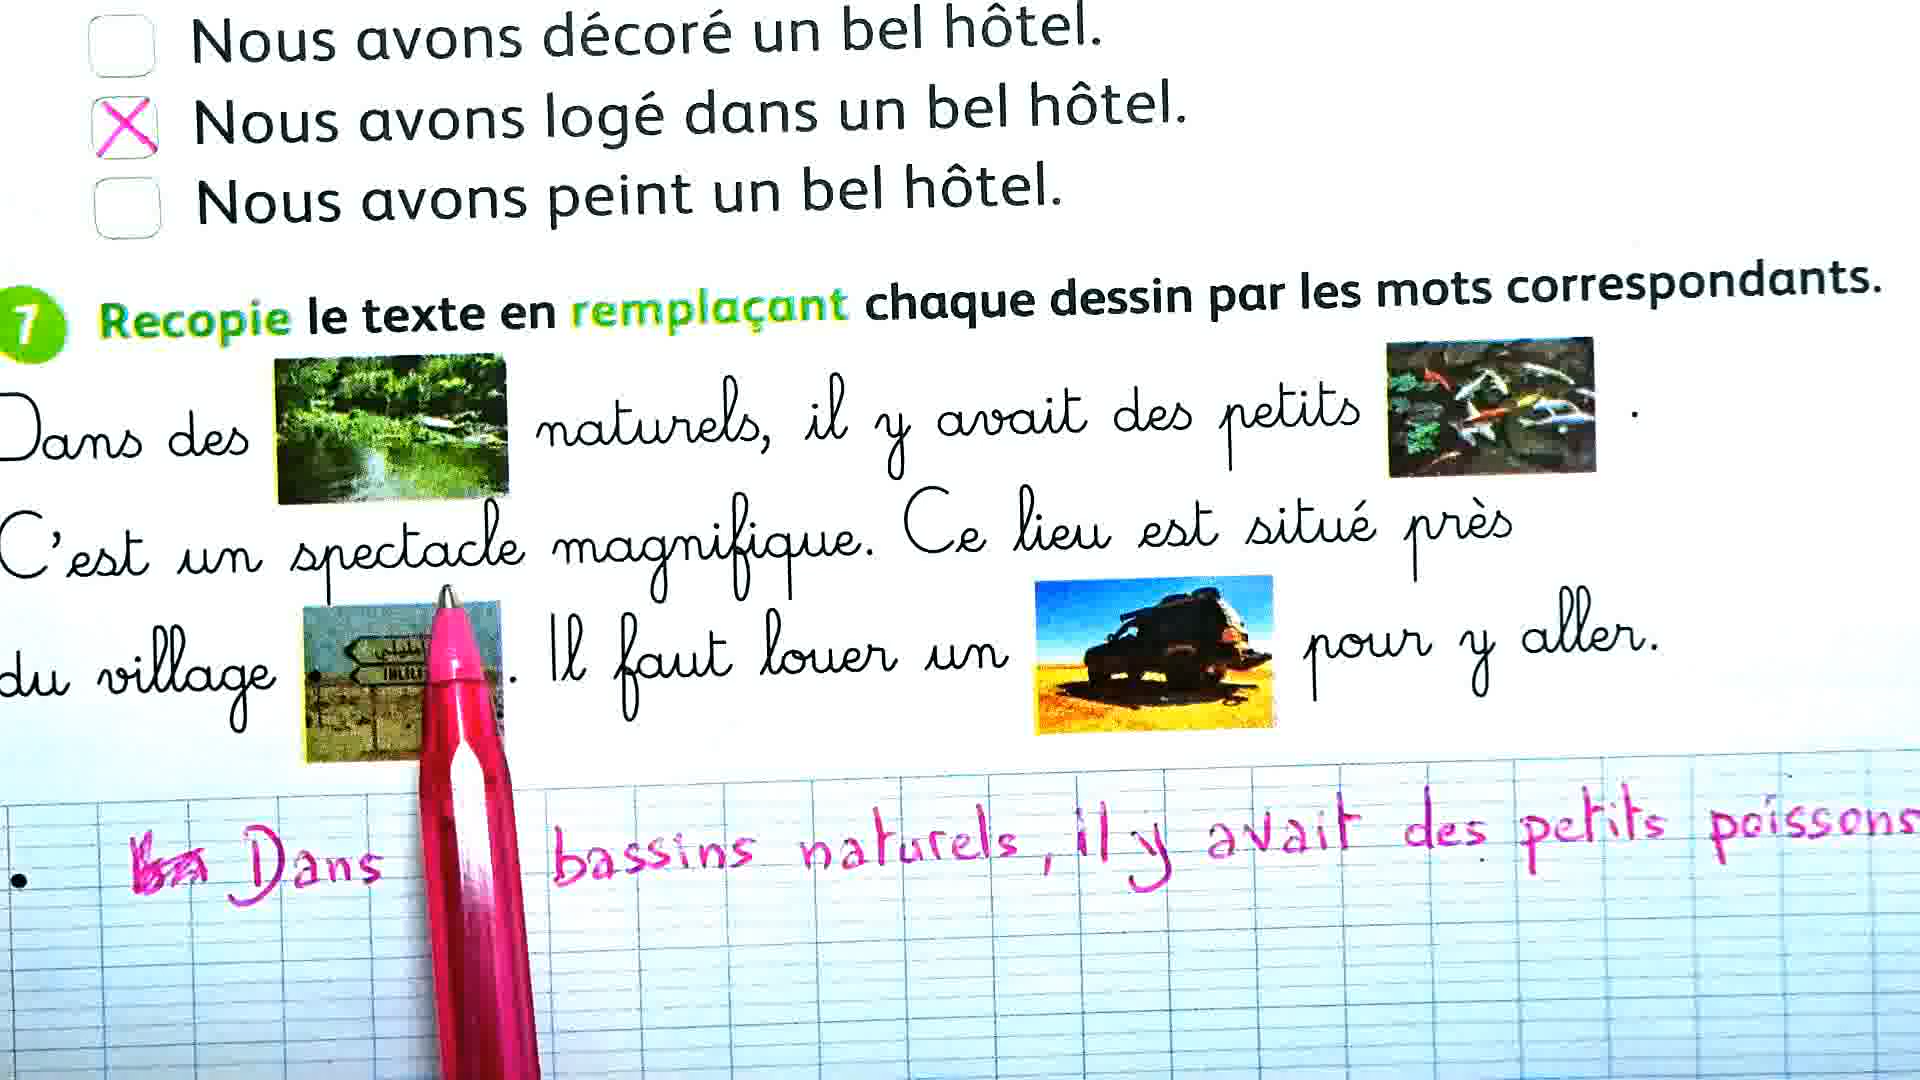 Nous avons décoré un bel hôtel.
Nous avons logé dans un bel hôtel.
Nous avons peint un bel hôtel.
7 Recopie le texte en remplaçant chaque dessin par les mots correspondants.
Dans des naturels, il y avait des petits .
C'est un spectacle magnifique. Ce lieu est situé près
du village . Il faut louer un pour y aller.
Dans bassins naturels, il y avait des petits poissons